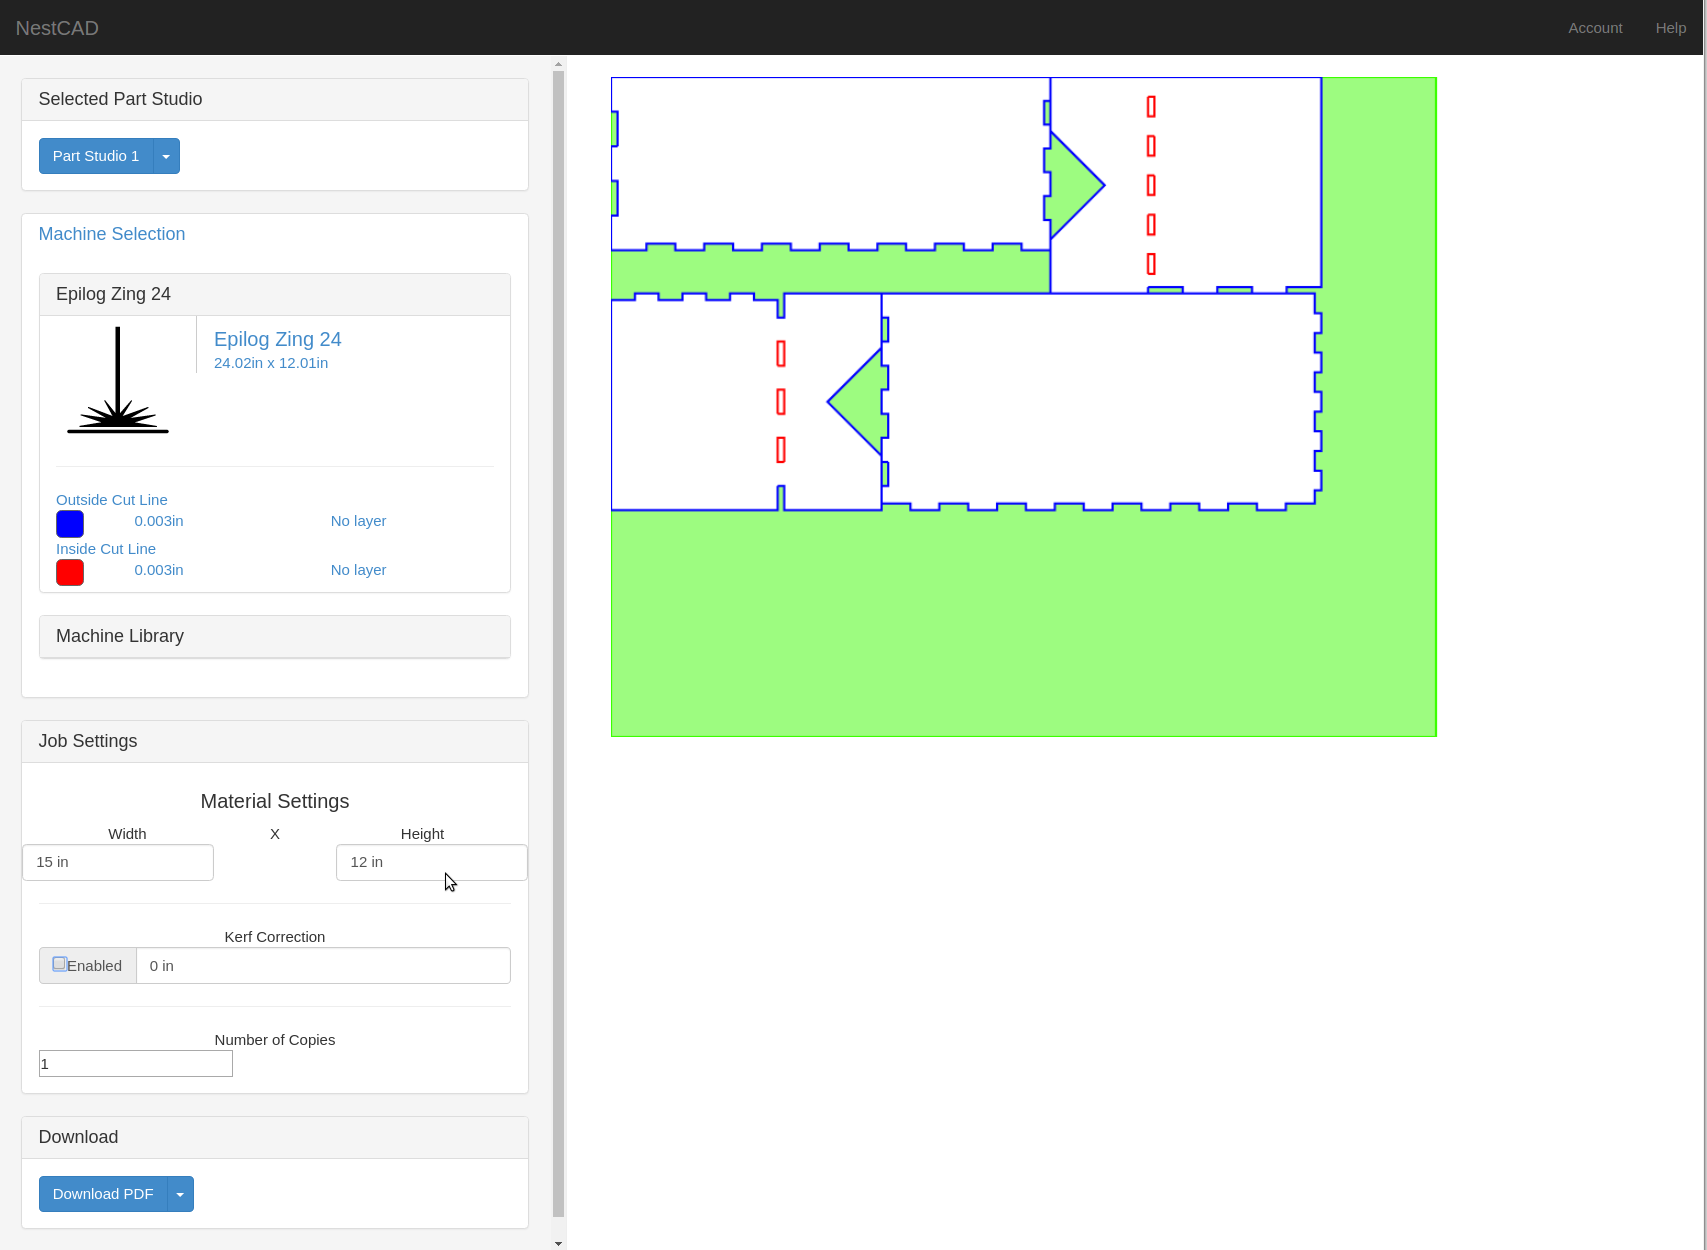 NestCAD
Account
Help
Selected Part Studio
Part Studio 1
Machine Selection
Epilog Zing 24
Epilog Zing 24
24.02in x 12.01in
Outside Cut Line
0.003in
No layer
Inside Cut Line
0.003in
No layer
Machine Library
Job Settings
Material Settings
Width
X
Height
15 in
12 in
Kerf Correction
Enabled
0 in
Number of Copies
1
Download
Download PDF